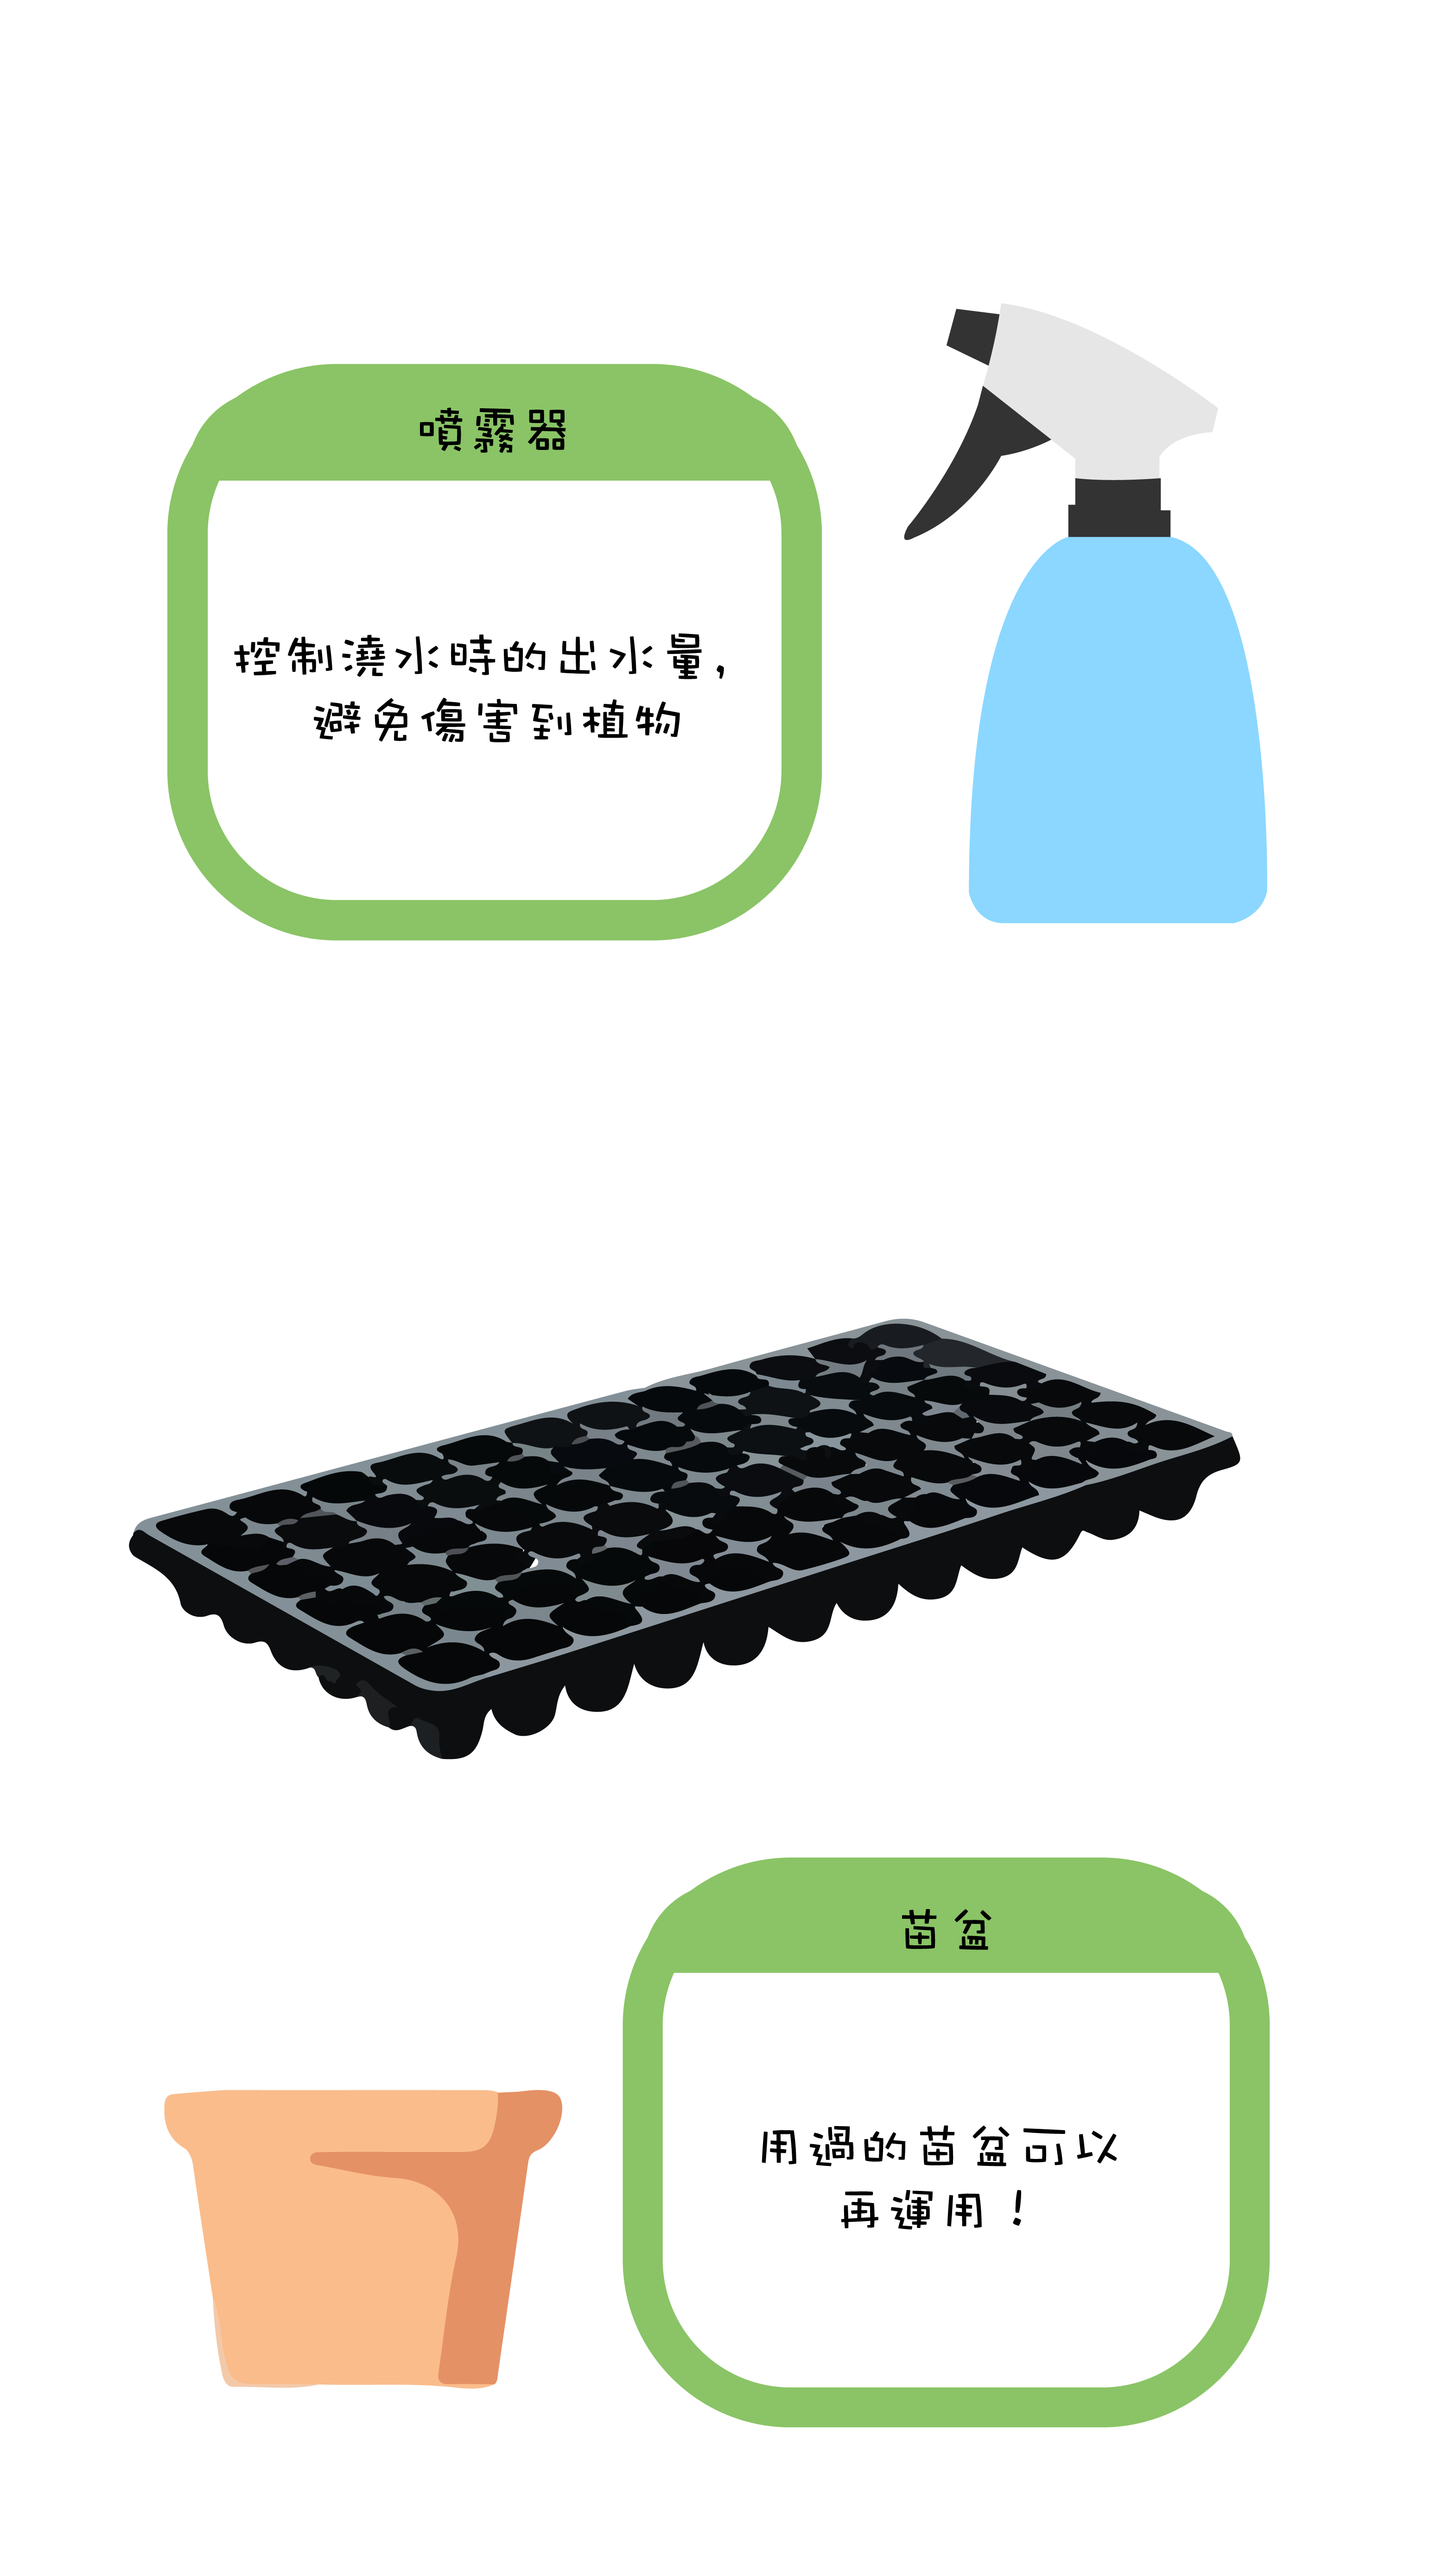 噴霧器
控制澆水時的出水量，
避免傷害到植物
苗盆
用過的苗盆可以
再運用！